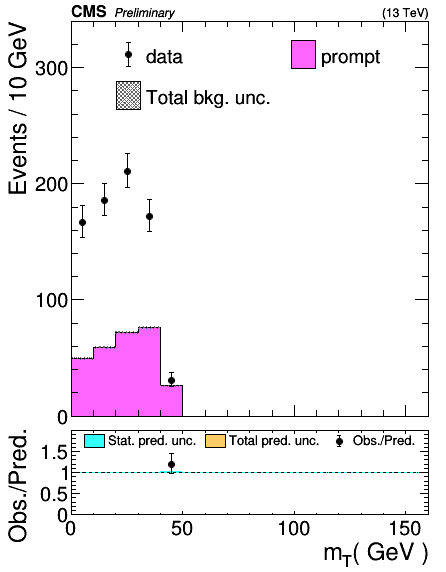 CMS Preliminary (13 TeV)
Events / 10 GeV
300
200
100
0
data
prompt
Total bkg. unc.
Obs./Pred.
1.5
1
0.5
0
Stat. pred. unc. Total pred. unc. Obs./Pred.
0 50 100 150
m_T( GeV )